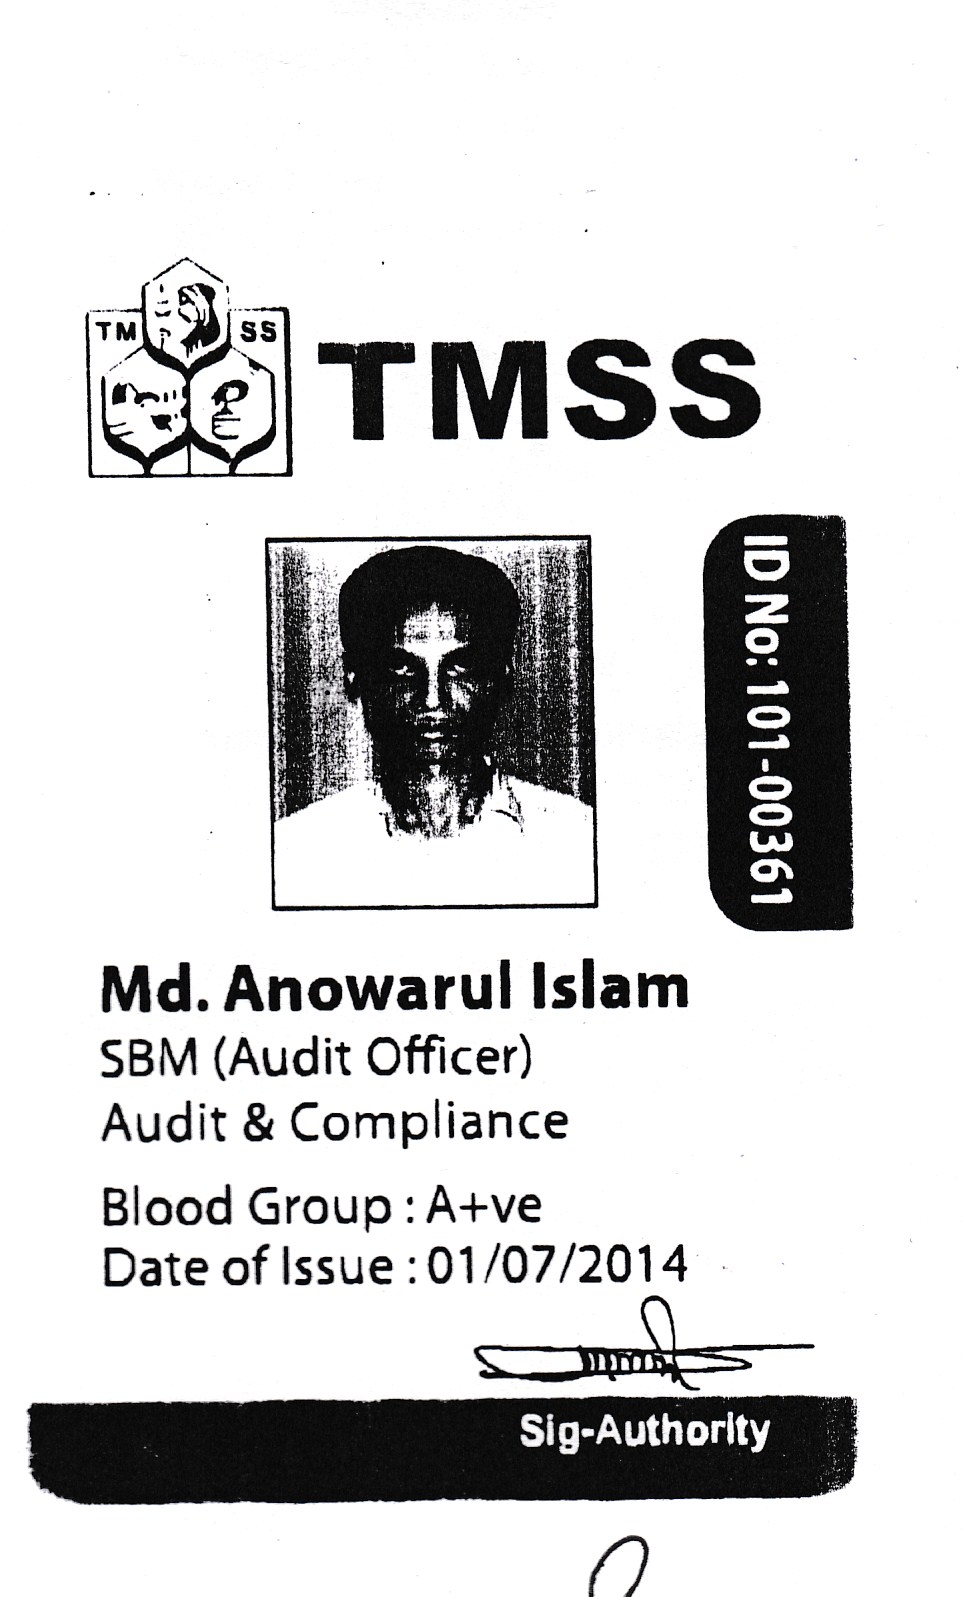 TM SS
TMSS
ID No: 101-00361
Md. Anowarul Islam
SBM (Audit Officer)
Audit & Compliance
Blood Group : A+ve
Date of Issue : 01/07/2014
Sig-Authority